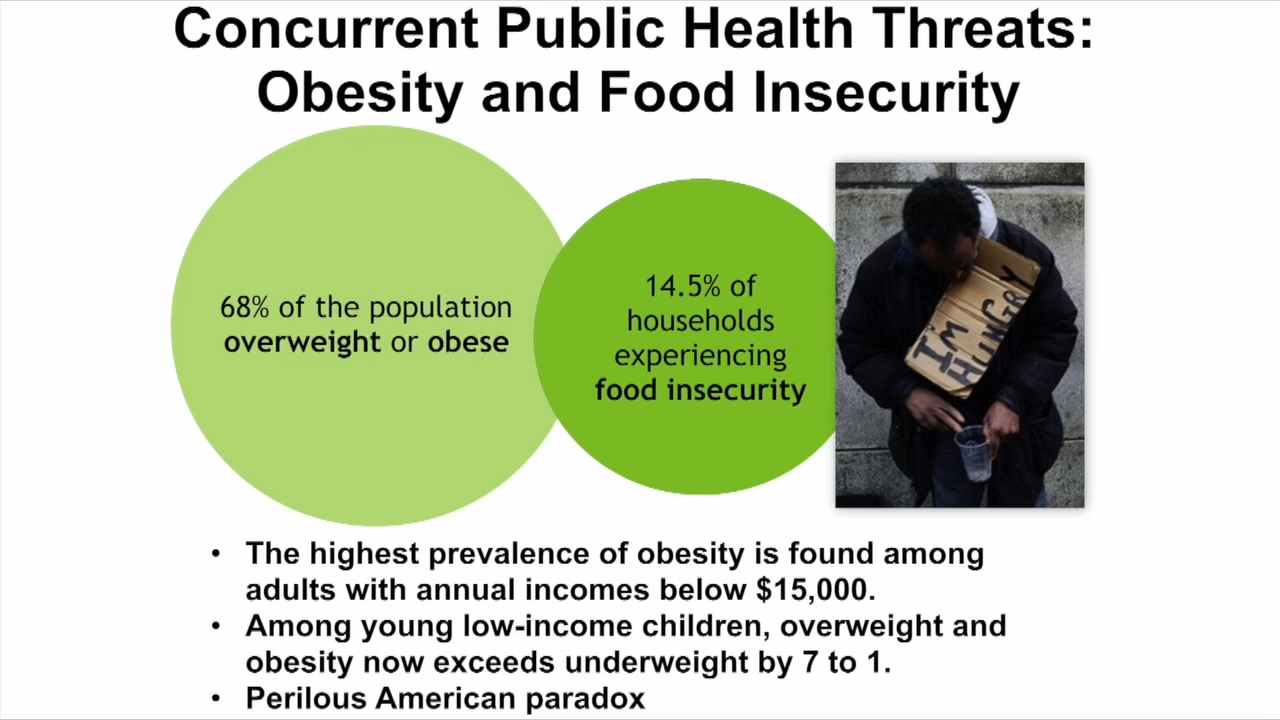 Concurrent Public Health Threats:
Obesity and Food Insecurity
68% of the population
overweight or obese
14.5% of
households
experiencing
food insecurity
I'M
HUNGRY
• The highest prevalence of obesity is found among
adults with annual incomes below $15,000.
• Among young low-income children, overweight and
obesity now exceeds underweight by 7 to 1.
• Perilous American paradox